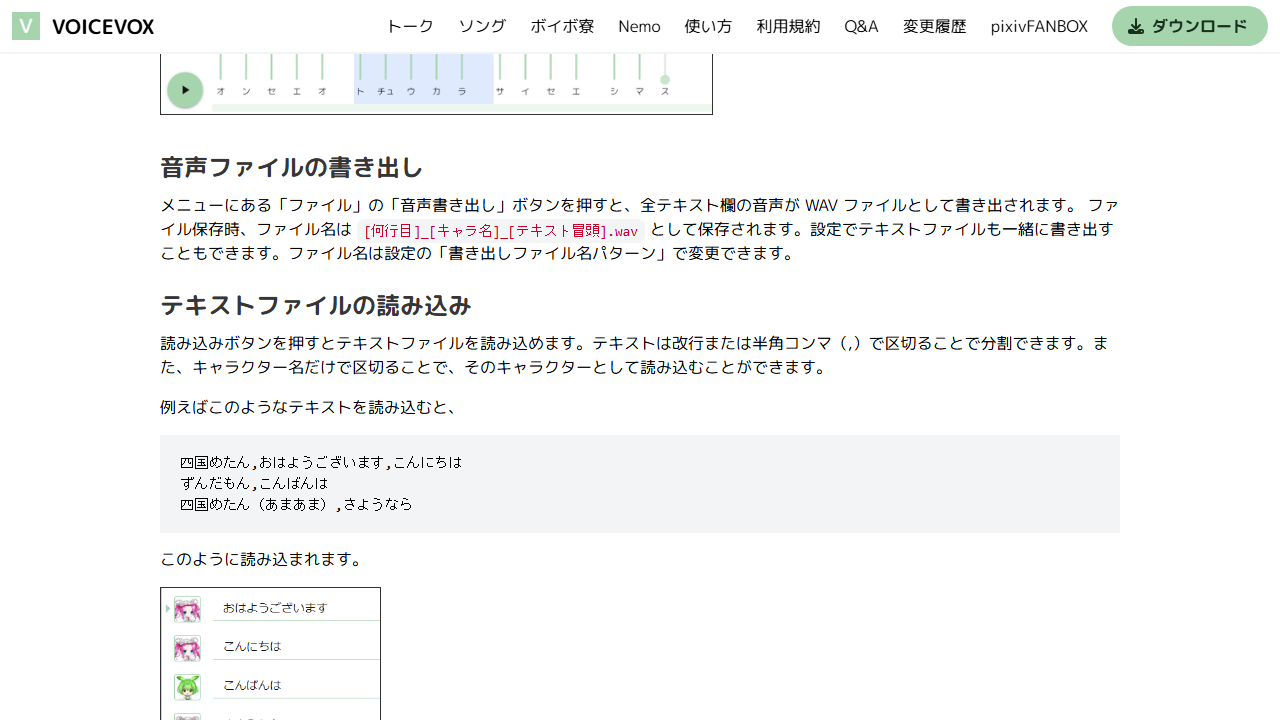 VOICEVOX
トーク ソング ボイボ寮 Nemo 使い方 利用規約 Q&A 変更履歴 pixivFANBOX ダウンロード
オ ン セ エ オ ト チュ ウ カ ラ サ イ セ エ シ マ ス
音声ファイルの書き出し
メニューにある「ファイル」の「音声書き出し」ボタンを押すと、全テキスト欄の音声が WAV ファイルとして書き出されます。 ファ
イル保存時、ファイル名は [何行目]_[キャラ名]_[テキスト冒頭].wav として保存されます。設定でテキストファイルも一緒に書き出す
こともできます。ファイル名は設定の「書き出しファイル名パターン」で変更できます。
テキストファイルの読み込み
読み込みボタンを押すとテキストファイルを読み込めます。テキストは改行または半角コンマ（,）で区切ることで分割できます。ま
た、キャラクター名だけで区切ることで、そのキャラクターとして読み込むことができます。
例えばこのようなテキストを読み込むと、
四国めたん,おはようございます,こんにちは
ずんだもん,こんばんは
四国めたん（あまあま）,さようなら
このように読み込まれます。
おはようございます
こんにちは
こんばんは